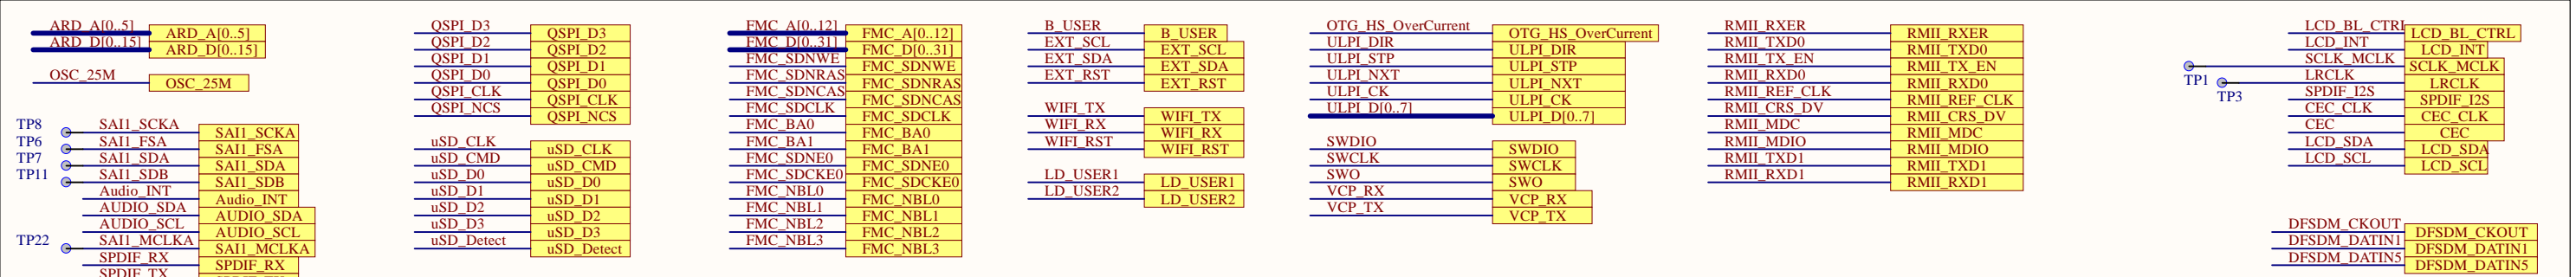 ARD_A[0..5] ARD_A[0..5]
ARD_D[0..15] ARD_D[0..15]
OSC_25M OSC_25M
TP8 SAI1_SCKA SAI1_SCKA
TP6 SAI1_FSA SAI1_FSA
TP7 SAI1_SDA SAI1_SDA
TP11 SAI1_SDB SAI1_SDB
Audio_INT Audio_INT
AUDIO_SDA AUDIO_SDA
AUDIO_SCL AUDIO_SCL
TP22 SAI1_MCLKA SAI1_MCLKA
SPDIF_RX SPDIF_RX
SPDIF_TX
QSPI_D3 QSPI_D3
QSPI_D2 QSPI_D2
QSPI_D1 QSPI_D1
QSPI_D0 QSPI_D0
QSPI_CLK QSPI_CLK
QSPI_NCS QSPI_NCS
uSD_CLK uSD_CLK
uSD_CMD uSD_CMD
uSD_D0 uSD_D0
uSD_D1 uSD_D1
uSD_D2 uSD_D2
uSD_D3 uSD_D3
uSD_Detect uSD_Detect
FMC_A[0..12] FMC_A[0..12]
FMC_D[0..31] FMC_D[0..31]
FMC_SDNWE FMC_SDNWE
FMC_SDNRAS FMC_SDNRAS
FMC_SDNCAS FMC_SDNCAS
FMC_SDCLK FMC_SDCLK
FMC_BA0 FMC_BA0
FMC_BA1 FMC_BA1
FMC_SDNE0 FMC_SDNE0
FMC_SDCKE0 FMC_SDCKE0
FMC_NBL0 FMC_NBL0
FMC_NBL1 FMC_NBL1
FMC_NBL2 FMC_NBL2
FMC_NBL3 FMC_NBL3
B_USER B_USER
EXT_SCL EXT_SCL
EXT_SDA EXT_SDA
EXT_RST EXT_RST
WIFI_TX WIFI_TX
WIFI_RX WIFI_RX
WIFI_RST WIFI_RST
LD_USER1 LD_USER1
LD_USER2 LD_USER2
OTG_HS_OverCurrent OTG_HS_OverCurrent
ULPI_DIR ULPI_DIR
ULPI_STP ULPI_STP
ULPI_NXT ULPI_NXT
ULPI_CK ULPI_CK
ULPI_D[0..7] ULPI_D[0..7]
SWDIO SWDIO
SWCLK SWCLK
SWO SWO
VCP_RX VCP_RX
VCP_TX VCP_TX
RMII_RXER RMII_RXER
RMII_TXD0 RMII_TXD0
RMII_TX_EN RMII_TX_EN
RMII_RXD0 RMII_RXD0
RMII_REF_CLK RMII_REF_CLK
RMII_CRS_DV RMII_CRS_DV
RMII_MDC RMII_MDC
RMII_MDIO RMII_MDIO
RMII_TXD1 RMII_TXD1
RMII_RXD1 RMII_RXD1
LCD_BL_CTRL LCD_BL_CTRL
LCD_INT LCD_INT
TP1 SCLK_MCLK SCLK_MCLK
TP3 LRCLK LRCLK
SPDIF_I2S SPDIF_I2S
CEC_CLK CEC_CLK
CEC CEC
LCD_SDA LCD_SDA
LCD_SCL LCD_SCL
DFSDM_CKOUT DFSDM_CKOUT
DFSDM_DATIN1 DFSDM_DATIN1
DFSDM_DATIN5 DFSDM_DATIN5